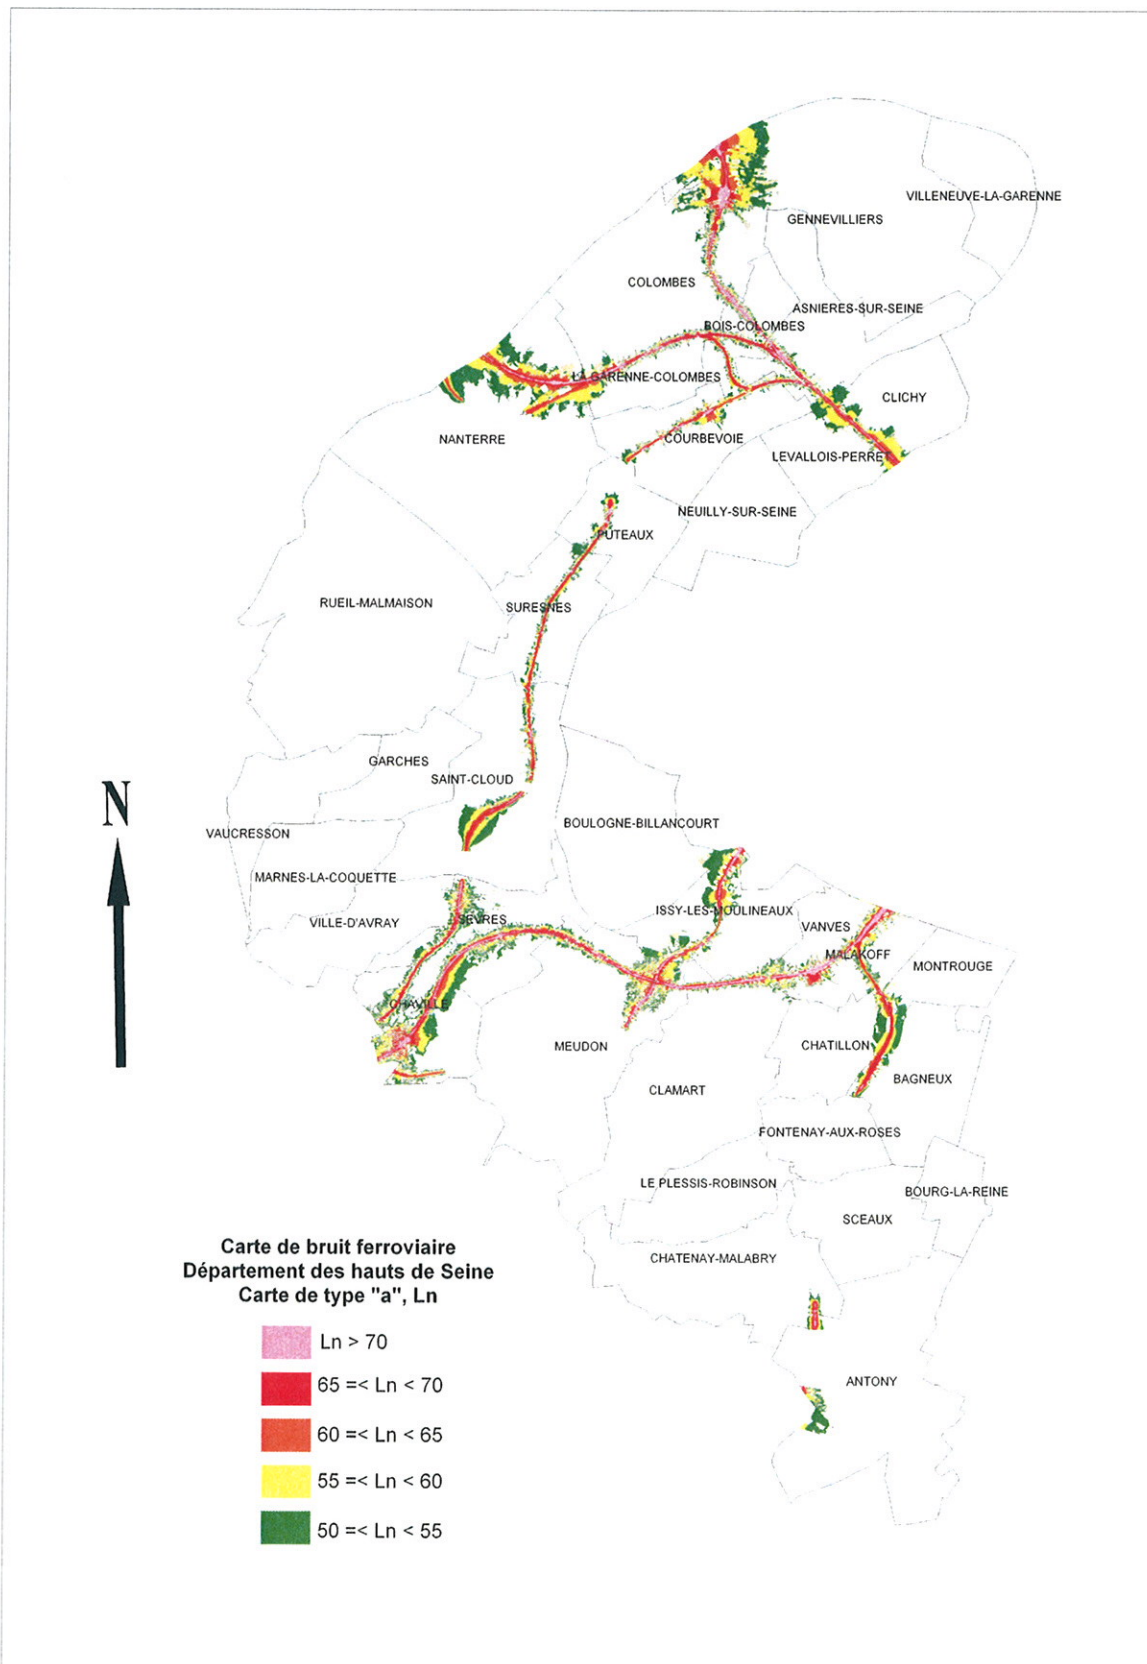 VILLENEUVE-LA-GARENNE
GENNEVILLIERS
COLOMBES
ASNIERES-SUR-SEINE
BOIS-COLOMBES
LA GARENNE-COLOMBES
CLICHY
NANTERRE
COURBEVOIE
LEVALLOIS-PERRET
NEUILLY-SUR-SEINE
PUTEAUX
RUEIL-MALMAISON
SURESNES
GARCHES
SAINT-CLOUD
N
BOULOGNE-BILLANCOURT
VAUCRESSON
MARNES-LA-COQUETTE
ISSY-LES-MOULINEAUX
VILLE-D'AVRAY
SEVRES
VANVES
MALAKOFF
MONTROUGE
CHAVILLE
MEUDON
CHATILLON
BAGNEUX
CLAMART
FONTENAY-AUX-ROSES
LE PLESSIS-ROBINSON
BOURG-LA-REINE
SCEAUX
CHATENAY-MALABRY
ANTONY
Carte de bruit ferroviaire
Département des hauts de Seine
Carte de type "a", Ln
Ln > 70
65 =< Ln < 70
60 =< Ln < 65
55 =< Ln < 60
50 =< Ln < 55